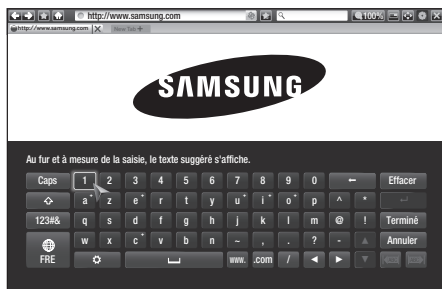 http://www.samsung.com 100%
http://www.samsung.com New Tab +
SAMSUNG
Au fur et à mesure de la saisie, le texte suggéré s'affiche.
Caps 1 2 3 4 5 6 7 8 9 0 ← Effacer
a z e r t y u i o p ^ *
123#& q s d f g h j k l m @ ! Terminé
FRE w x c v b n ~ , . ? - Annuler
www. .com /